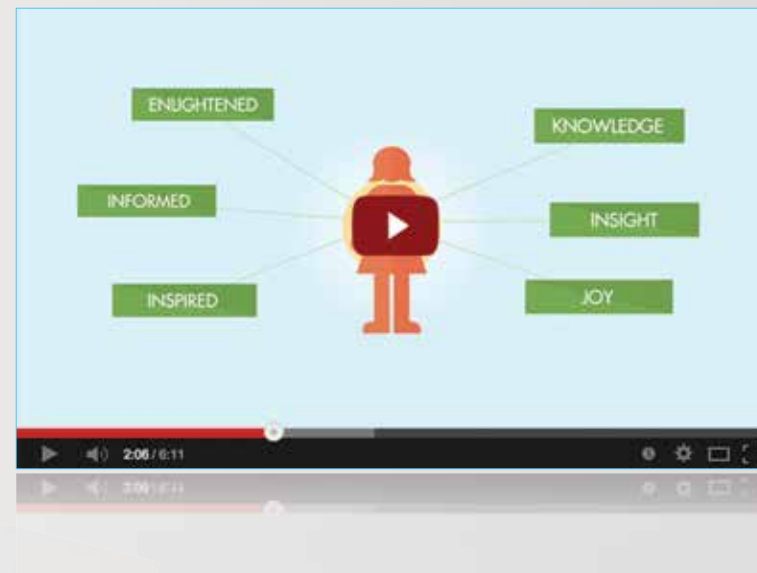 ENLIGHTENED
KNOWLEDGE
INFORMED
INSIGHT
INSPIRED
JOY
2:06 / 6:11